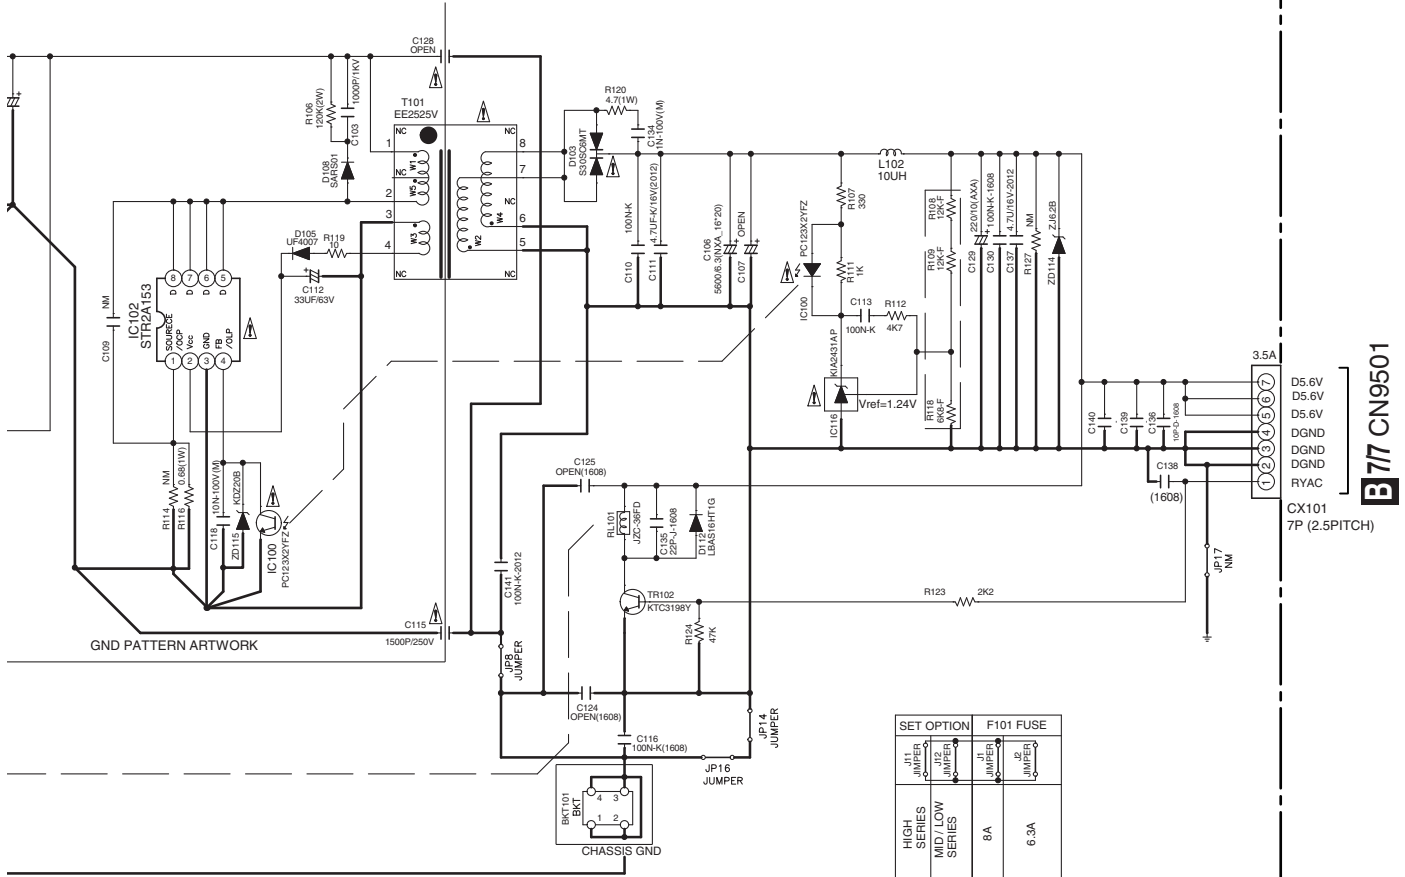 C128
OPEN
R106
120K(2W)
1000P/1KV
C103
D108
SARS01
T101
EE2525V
NC
NC
1
8
W1
NC
7
W5
NC
2
3
W4
6
W3
W2
4
5
NC
NC
R120
4.7(1W)
D103
S30SC6MT
C134
1N-100V(M)
100N-K
C110
4.7UF-K/16V(2012)
C111
C106
5600/6.3(NXA_16*20)
OPEN
C107
PC123X2YFZ
IC100
R107
330
R111
1K
L102
10UH
C113
100N-K
R112
4K7
KIA2431AP
Vref=1.24V
IC116
R108
12K-F
R109
12K-F
R118
6K8-F
220/10(AXA)
C129
100N-K-1608
C130
4.7U/16V-2012
C137
NM
R127
ZJ6.2B
ZD114
D105
UF4007
R119
10
C112
33UF/63V
8 7 6 5
D D D D
NM
C109
IC102
STR2A153
SOURECE
/OCP
Vcc
GND
FB
/OLP
1 2 3 4
NM
R114
0.68(1W)
R116
10N-100V(M)
C118
KDZ20B
ZD115
IC100
PC123X2YFZ
GND PATTERN ARTWORK
C115
1500P/250V
C141
100N-K-2012
JP8
JUMPER
C125
OPEN(1608)
RL101
JZC-36FD
C135
22P-J-1608
D112
LBAS16HT1G
TR102
KTC3198Y
R124
47K
R123
2K2
C124
OPEN(1608)
C116
100N-K(1608)
JP14
JUMPER
JP16
JUMPER
BKT101
BKT
4 3
1 2
CHASSIS GND
C140
C139
C136
10P-D-1608
C138
(1608)
JP17
NM
3.5A
7 D5.6V
6 D5.6V
5 D5.6V
4 DGND
3 DGND
2 DGND
1 RYAC
CX101
7P (2.5PITCH)
B 7/7 CN9501
SET OPTION
F101 FUSE
J11
JIMPER
J12
JIMPER
J1
JIMPER
J2
JIMPER
HIGH
SERIES
MID / LOW
SERIES
8A
6.3A